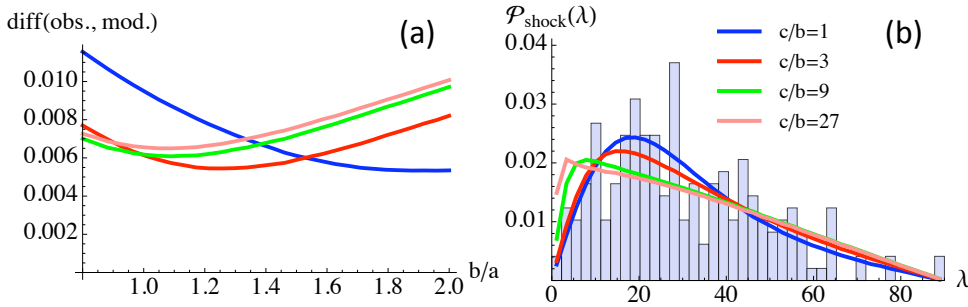 diff(obs., mod.)
(a)
0.010
0.008
0.006
0.004
0.002
1.0 1.2 1.4 1.6 1.8 2.0 b/a
𝒫shock(λ)
(b)
0.04
0.03
0.02
0.01
0 20 40 60 80 λ
c/b=1
c/b=3
c/b=9
c/b=27